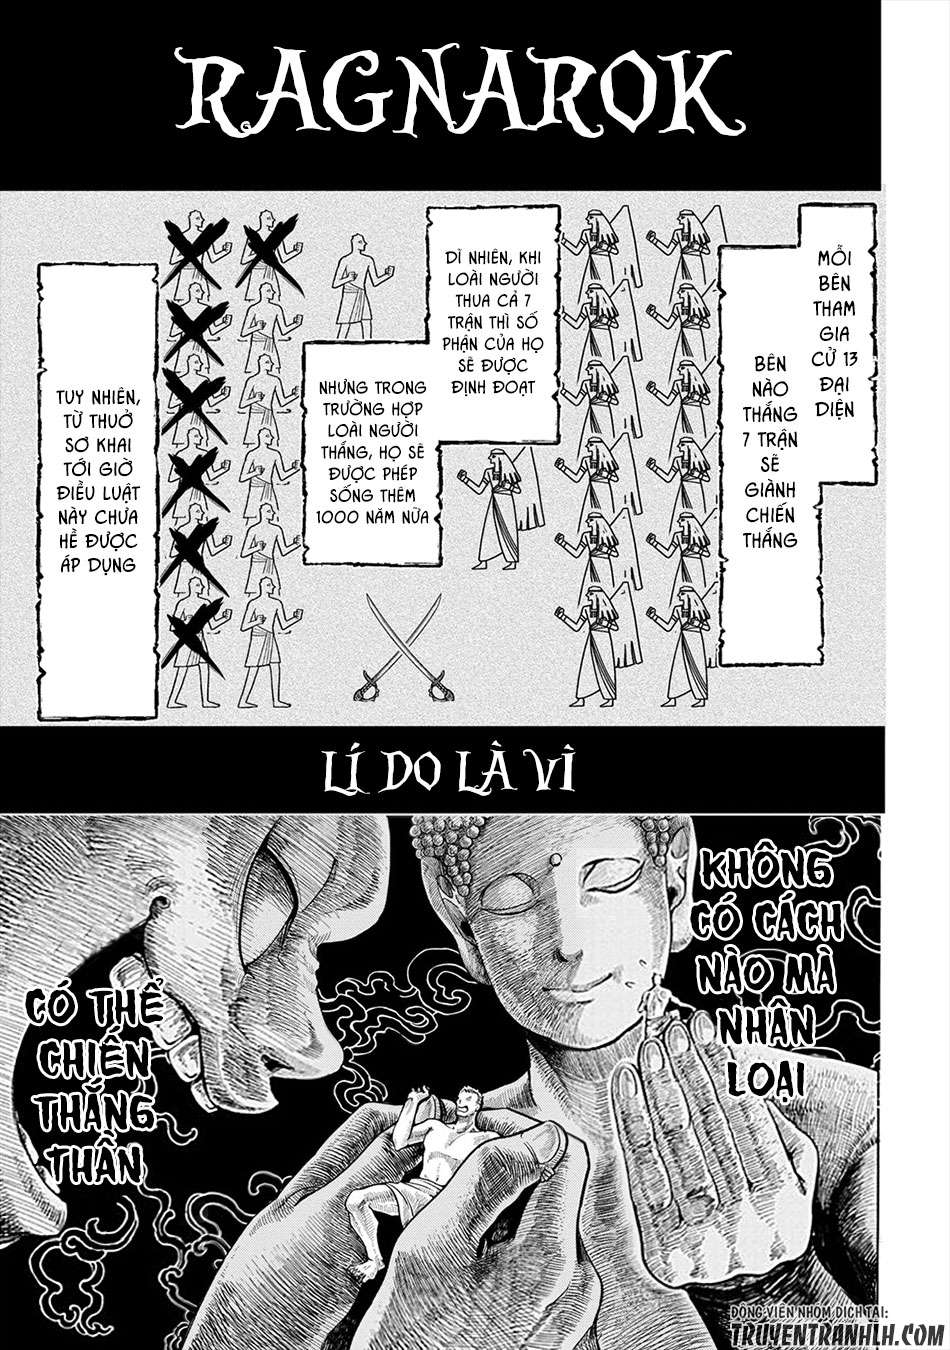 RAGNAROK
MỖI
BÊN
THAM
GIA
CỬ 13
ĐẠI
DIỆN
BÊN
NÀO
THẮNG
7 TRẬN
SẼ
GIÀNH
CHIẾN
THẮNG
DĨ NHIÊN, KHI
LOÀI NGƯỜI
THUA CẢ 7
TRẬN THÌ SỐ
PHẬN CỦA HỌ
SẼ ĐƯỢC
ĐỊNH ĐOẠT
NHƯNG TRONG
TRƯỜNG HỢP
LOÀI NGƯỜI
THẮNG, HỌ SẼ
ĐƯỢC PHÉP
SỐNG THÊM
1000 NĂM NỮA
TUY NHIÊN,
TỪ THUỞ
SƠ KHAI
TỚI GIỜ
ĐIỀU LUẬT
NÀY CHƯA
HỀ ĐƯỢC
ÁP DỤNG
LÍ DO LÀ VÌ
KHÔNG
CÓ CÁCH
NÀO MÀ
NHÂN
LOẠI
CÓ THỂ
CHIẾN
THẮNG
THẦN
ĐỘNG VIÊN NHÓM DỊCH TẠI:
TRUYENTRANHLH.COM